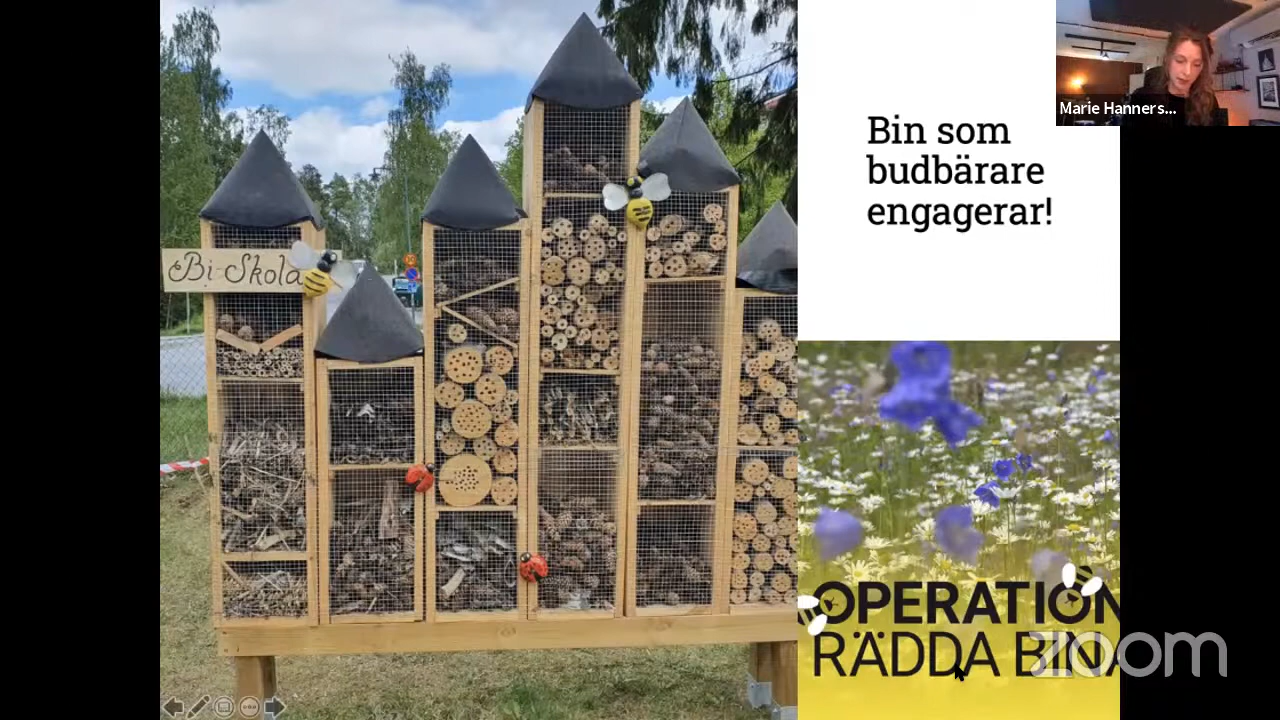 Bi-Skola
Bin som
budbärare
engagerar!
Marie Hanners...
OPERATION
RÄDDA BINA
zoom